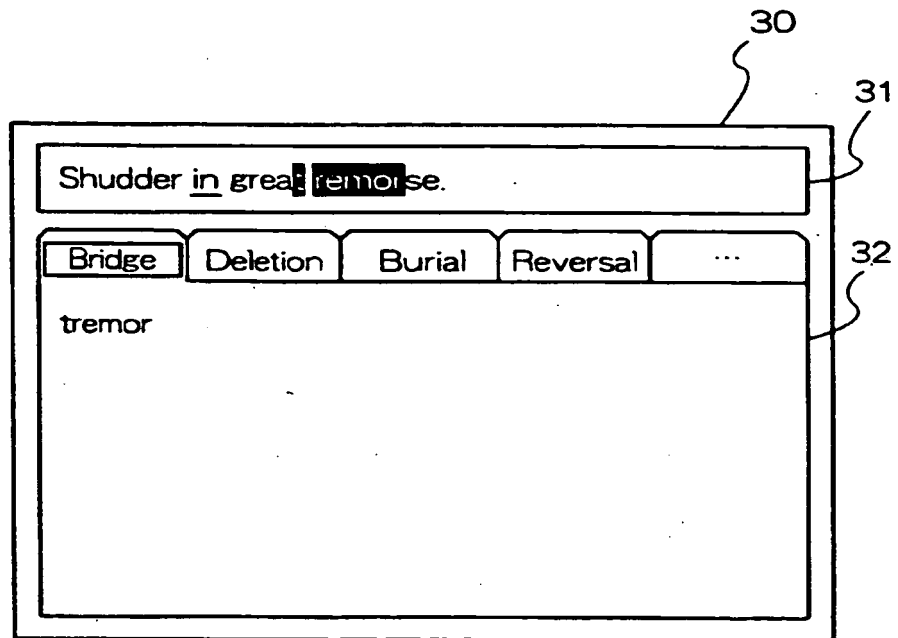 30
31
Shudder in great remorse.
Bridge Deletion Burial Reversal ...
32
tremor